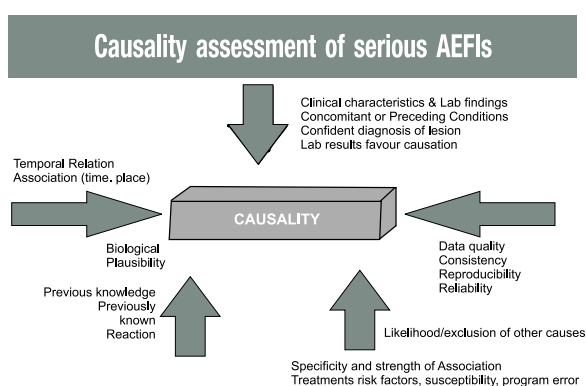 Causality assessment of serious AEFIs
Clinical characteristics & Lab findings
Concomitant or Preceding Conditions
Confident diagnosis of lesion
Lab results favour causation
Temporal Relation
Association (time. place)
CAUSALITY
Biological
Plausibility
Data quality
Consistency
Reproducibility
Reliability
Previous knowledge
Previously
known
Reaction
Likelihood/exclusion of other causes
Specificity and strength of Association
Treatments risk factors, susceptibility, program error